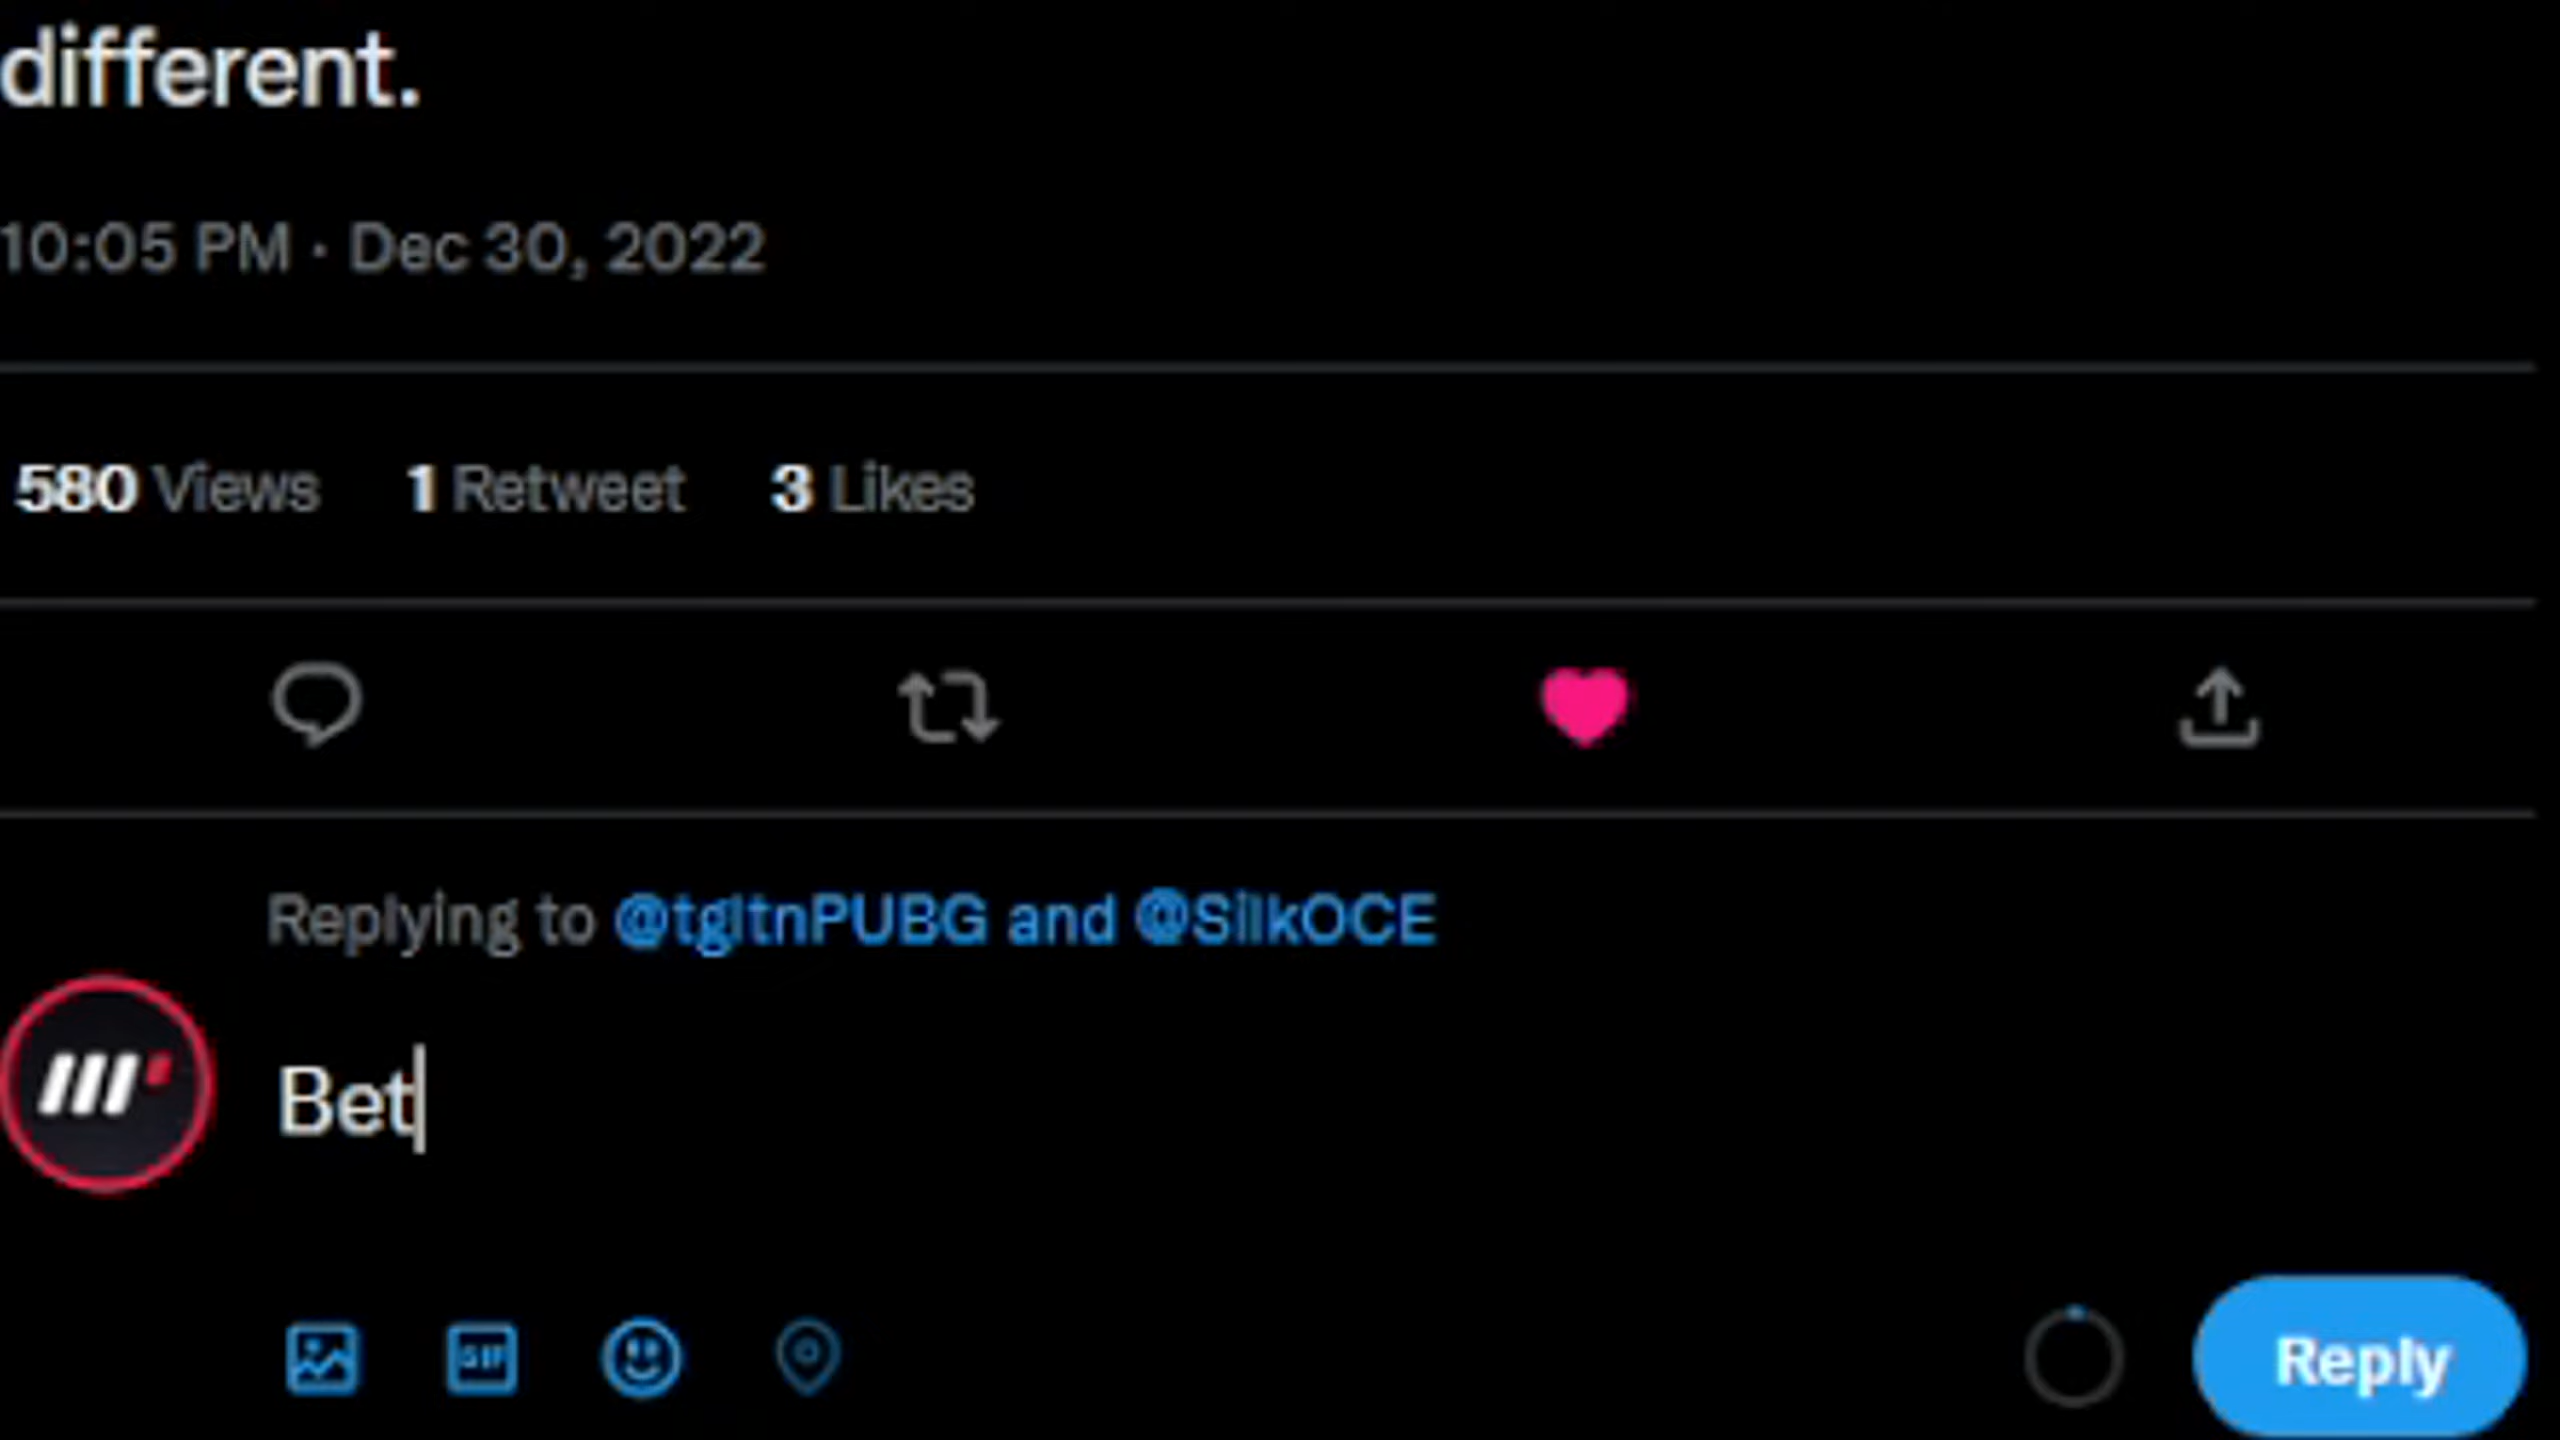 different.
10:05 PM · Dec 30, 2022
580 Views 1 Retweet 3 Likes
Replying to @tgltnPUBG and @SilkOCE
Bet
GIF
Reply